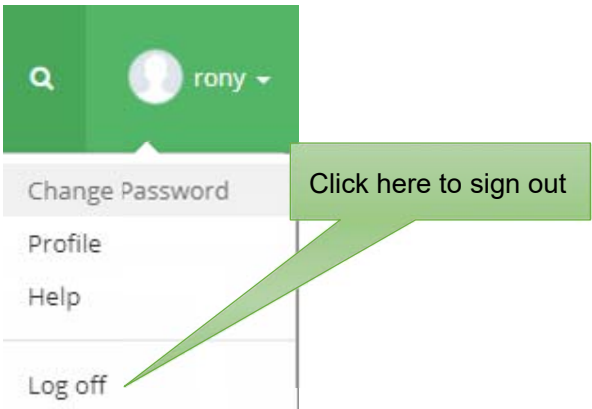 rony
Change Password
Click here to sign out
Profile
Help
Log off